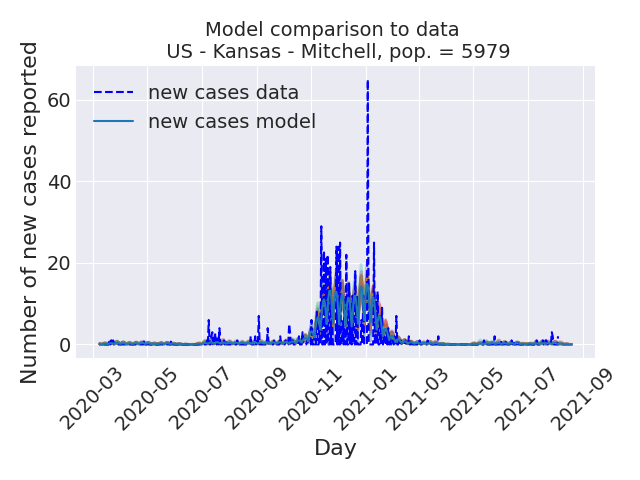 Model comparison to data
US - Kansas - Mitchell, pop. = 5979
Number of new cases reported
60
40
20
0
new cases data
new cases model
2020-03
2020-05
2020-07
2020-09
2020-11
2021-01
2021-03
2021-05
2021-07
2021-09
Day